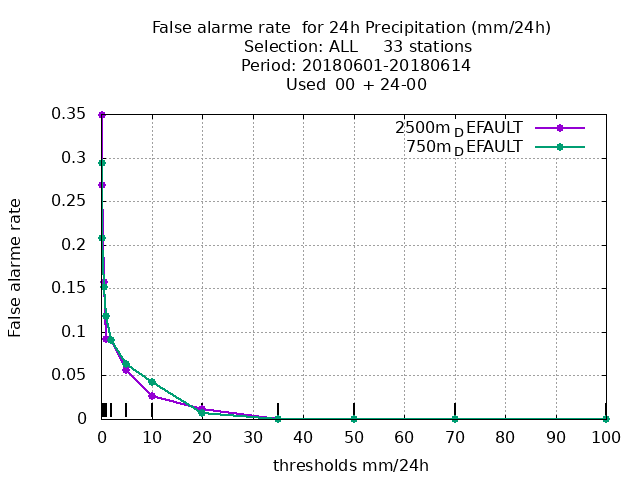 False alarme rate  for 24h Precipitation (mm/24h)
Selection: ALL     33 stations
Period: 20180601-20180614
Used  00 + 24-00
2500m_DEFAULT
750m_DEFAULT
False alarme rate
0.35
0.3
0.25
0.2
0.15
0.1
0.05
0
0 10 20 30 40 50 60 70 80 90 100
thresholds mm/24h